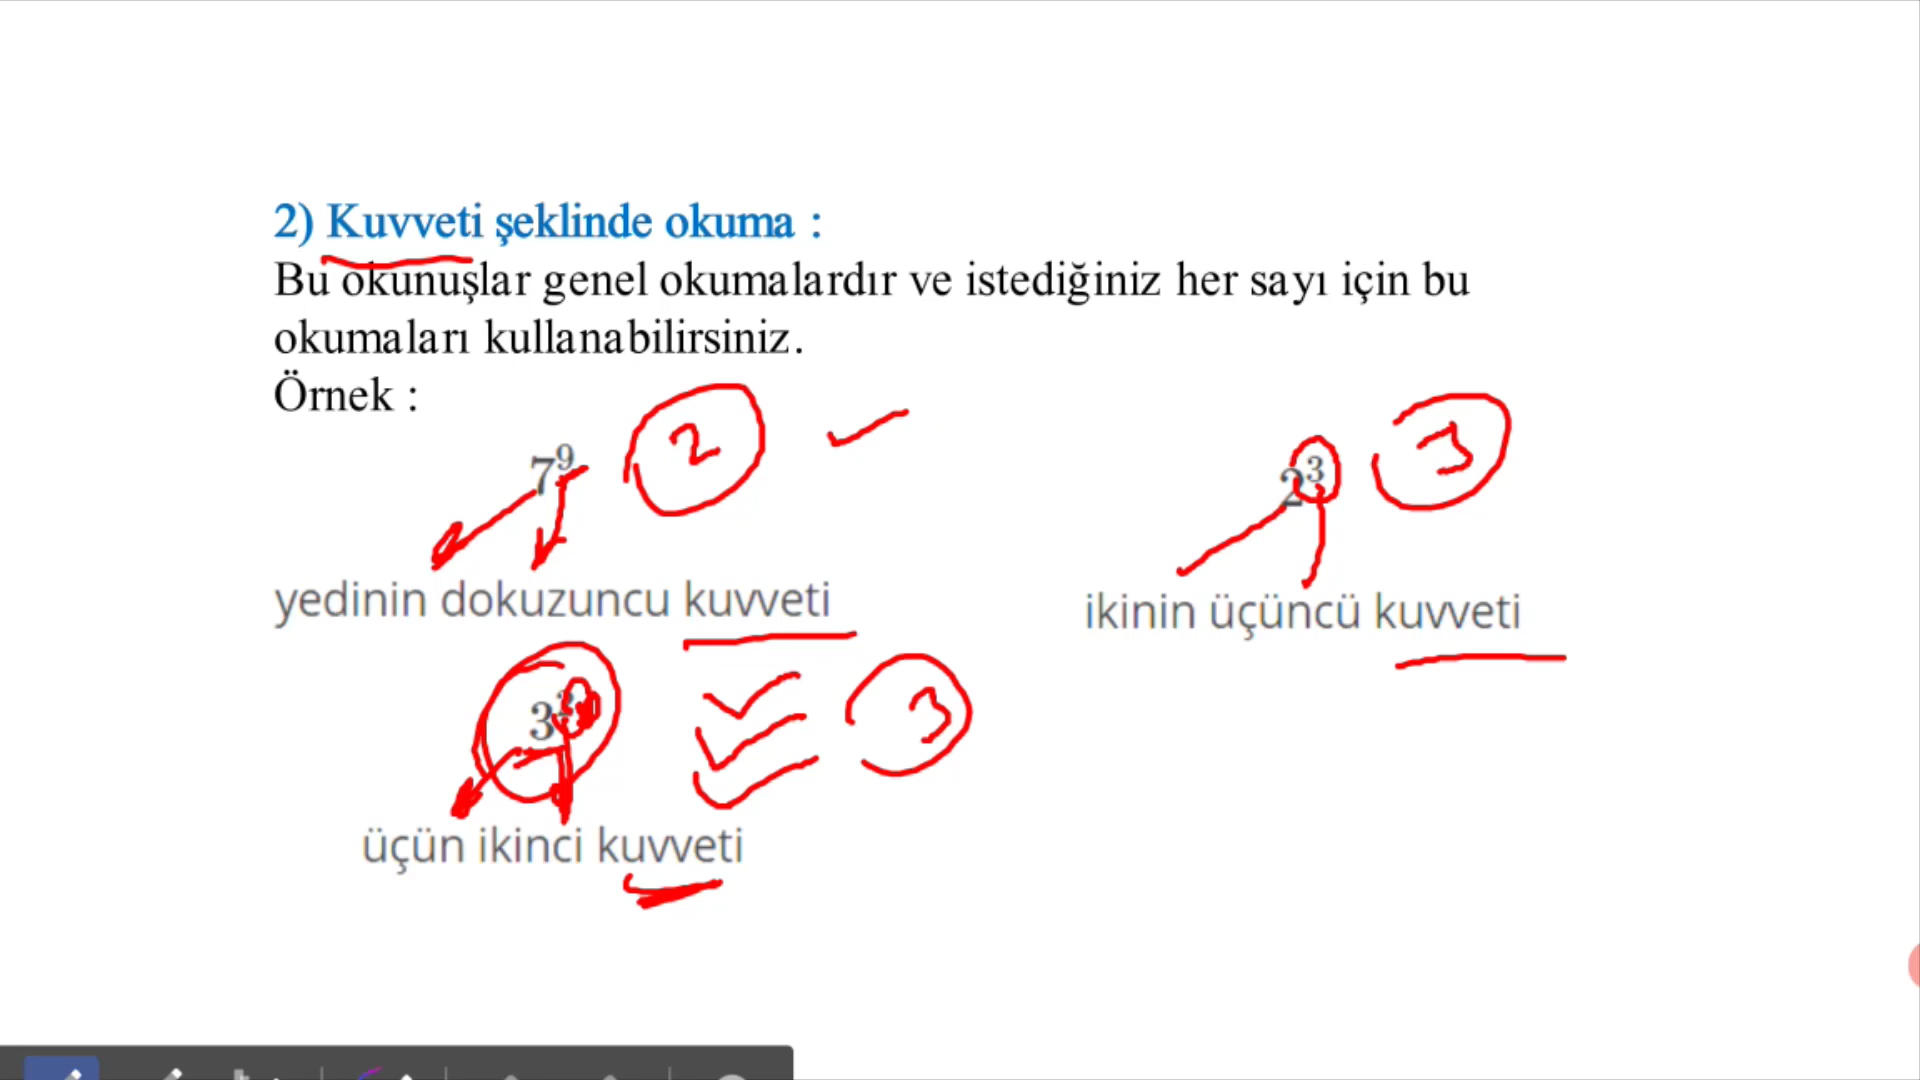 2) Kuvveti şeklinde okuma :
Bu okunuşlar genel okumalardır ve istediğiniz her sayı için bu
okumaları kullanabilirsiniz.
Örnek :
7⁹ 2
2³ 3
yedinin dokuzuncu kuvveti
ikinin üçüncü kuvveti
3² 3
üçün ikinci kuvveti